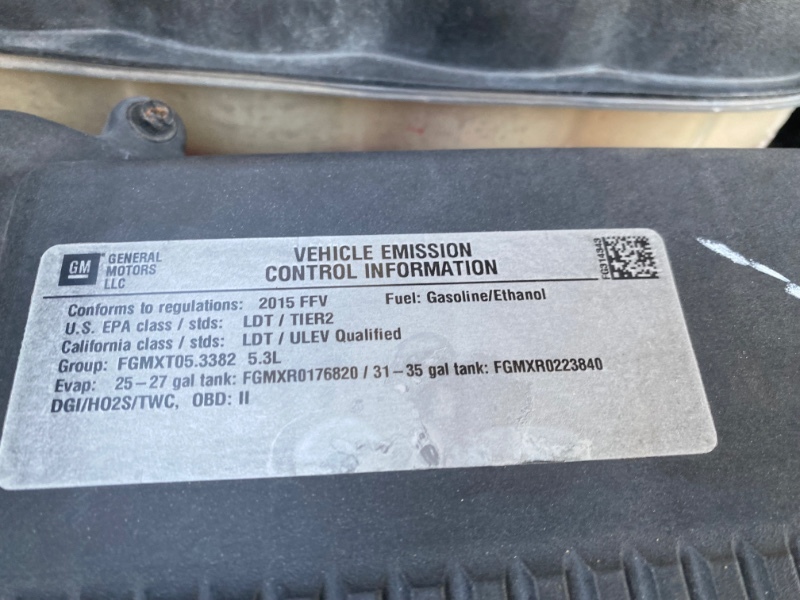 GM
GENERAL
MOTORS
LLC
VEHICLE EMISSION
CONTROL INFORMATION
FG314343
Conforms to regulations: 2015 FFV Fuel: Gasoline/Ethanol
U.S. EPA class / stds: LDT / TIER2
California class / stds: LDT / ULEV Qualified
Group: FGMXT05.3382 5.3L
Evap: 25-27 gal tank: FGMXR0176820 / 31-35 gal tank: FGMXR0223840
DGI/HO2S/TWC, OBD: II